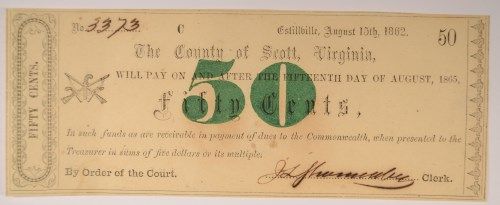 No. 3373 C Estillville, August 15th, 1862. 50
The County of Scott, Virginia,
WILL PAY ON AND AFTER THE FIFTEENTH DAY OF AUGUST, 1865,
50
Fifty Cents,
In such funds as are receivable in payment of dues to the Commonwealth, when presented to the
Treasurer in sums of five dollars or its multiple.
By Order of the Court. Clerk.
FIFTY CENTS.